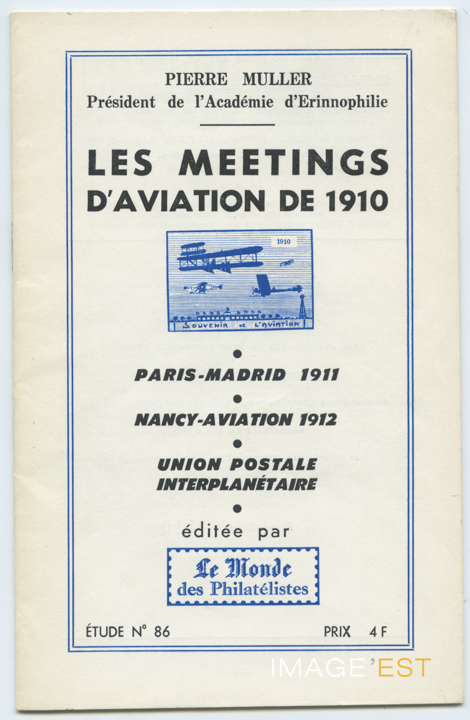 PIERRE MULLER
Président de l'Académie d'Erinnophilie
LES MEETINGS
D'AVIATION DE 1910
1910
SOUVENIR DE L'AVIATION
PARIS-MADRID 1911
NANCY-AVIATION 1912
UNION POSTALE
INTERPLANÉTAIRE
éditée par
Le Monde
des Philatélistes
ÉTUDE N° 86
PRIX 4 F
IMAGE'EST